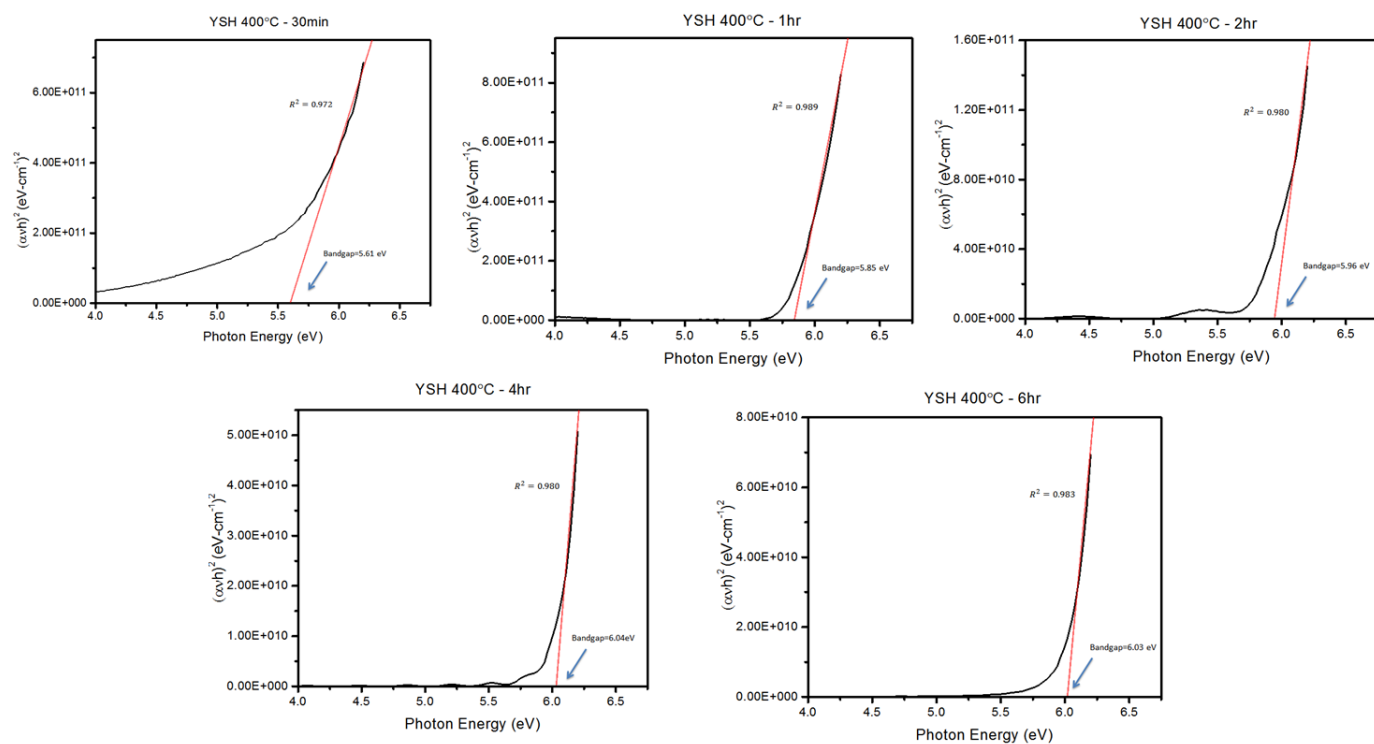 YSH 400°C - 30min
6.00E+011
4.00E+011
2.00E+011
0.00E+000
(ανh)² (eV-cm⁻¹)²
R² = 0.972
Bandgap=5.61 eV
4.0 4.5 5.0 5.5 6.0 6.5
Photon Energy (eV)
YSH 400°C - 1hr
8.00E+011
6.00E+011
4.00E+011
2.00E+011
0.00E+000
(ανh)² (eV-cm⁻¹)²
R² = 0.989
Bandgap=5.85 eV
4.0 4.5 5.0 5.5 6.0 6.5
Photon Energy (eV)
YSH 400°C - 2hr
1.60E+011
1.20E+011
8.00E+010
4.00E+010
0.00E+000
(ανh)² (eV-cm⁻¹)²
R² = 0.980
Bandgap=5.96 eV
4.0 4.5 5.0 5.5 6.0 6.5
Photon Energy (eV)
YSH 400°C - 4hr
5.00E+010
4.00E+010
3.00E+010
2.00E+010
1.00E+010
0.00E+000
(ανh)² (eV-cm⁻¹)²
R² = 0.980
Bandgap=6.04eV
4.0 4.5 5.0 5.5 6.0 6.5
Photon Energy (eV)
YSH 400°C - 6hr
8.00E+010
6.00E+010
4.00E+010
2.00E+010
0.00E+000
(ανh)² (eV-cm⁻¹)²
R² = 0.983
Bandgap=6.03 eV
4.0 4.5 5.0 5.5 6.0 6.5
Photon Energy (eV)